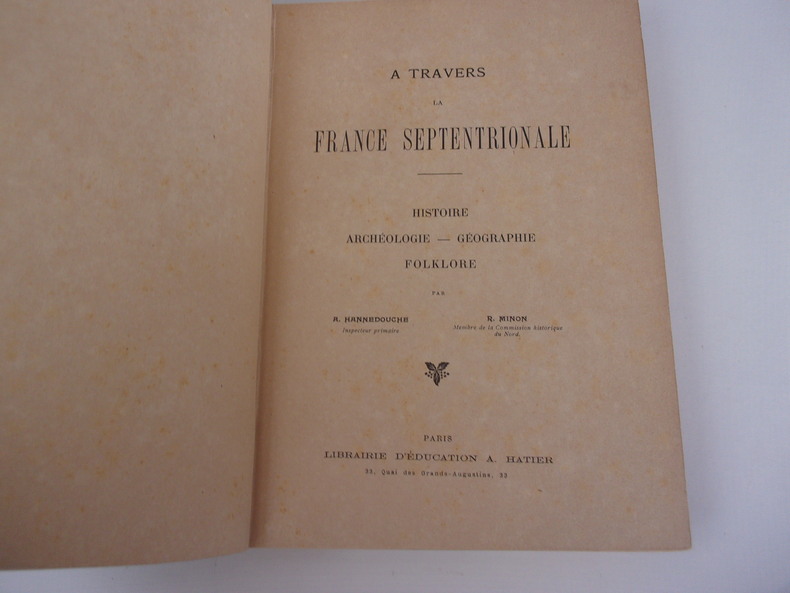 A TRAVERS
LA
FRANCE SEPTENTRIONALE
HISTOIRE
ARCHÉOLOGIE — GÉOGRAPHIE
FOLKLORE
PAR
A. HANNEDOUCHE
Inspecteur primaire
R. MINON
Membre de la Commission historique
du Nord.
PARIS
LIBRAIRIE D'ÉDUCATION A. HATIER
33, Quai des Grands-Augustins, 33